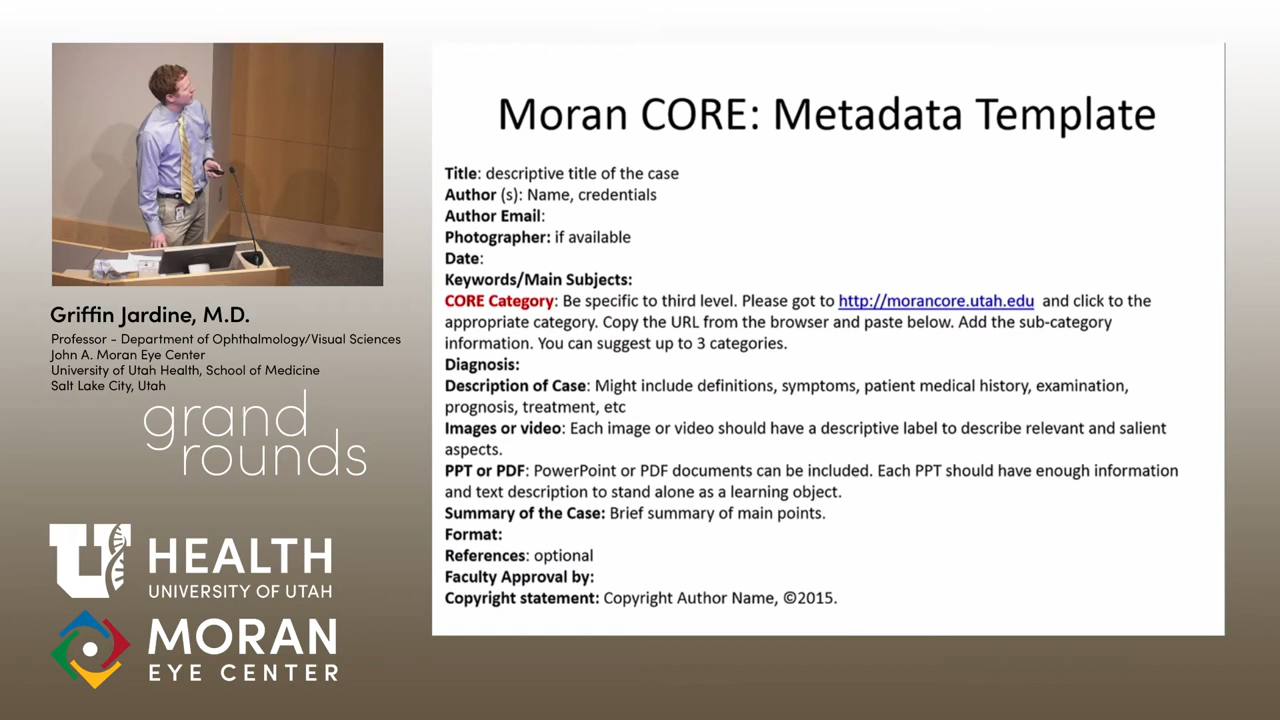 Moran CORE: Metadata Template
Title: descriptive title of the case
Author (s): Name, credentials
Author Email:
Photographer: if available
Date:
Keywords/Main Subjects:
CORE Category: Be specific to third level. Please got to http://morancore.utah.edu and click to the
appropriate category. Copy the URL from the browser and paste below. Add the sub-category
information. You can suggest up to 3 categories.
Diagnosis:
Description of Case: Might include definitions, symptoms, patient medical history, examination,
prognosis, treatment, etc
Images or video: Each image or video should have a descriptive label to describe relevant and salient
aspects.
PPT or PDF: PowerPoint or PDF documents can be included. Each PPT should have enough information
and text description to stand alone as a learning object.
Summary of the Case: Brief summary of main points.
Format:
References: optional
Faculty Approval by:
Copyright statement: Copyright Author Name, ©2015.
Griffin Jardine, M.D.
Professor - Department of Ophthalmology/Visual Sciences
John A. Moran Eye Center
University of Utah Health, School of Medicine
Salt Lake City, Utah
grand
rounds
U HEALTH
UNIVERSITY OF UTAH
MORAN
EYE CENTER